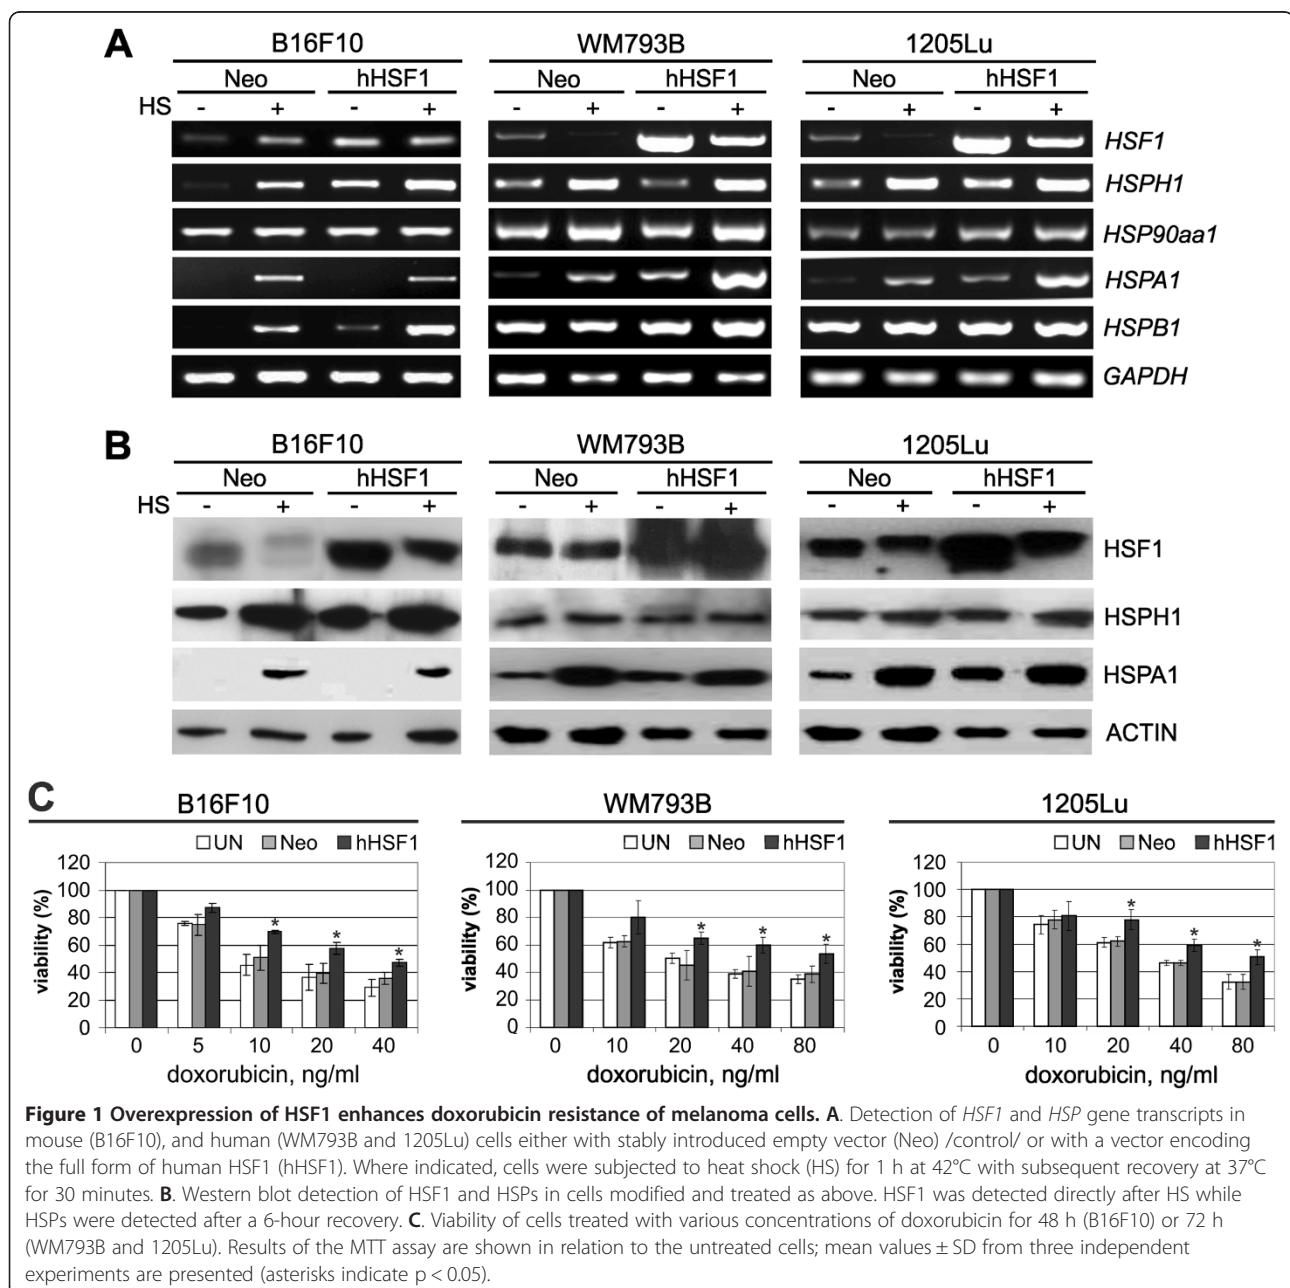 A
B16F10 WM793B 1205Lu
Neo hHSF1 Neo hHSF1 Neo hHSF1
HS - + - + - + - + - + - +
HSF1
HSPH1
HSP90aa1
HSPA1
HSPB1
GAPDH
B
B16F10 WM793B 1205Lu
Neo hHSF1 Neo hHSF1 Neo hHSF1
HS - + - + - + - + - + - +
HSF1
HSPH1
HSPA1
ACTIN
C
B16F10
UN Neo hHSF1
viability (%)
120
100
80
60
40
20
0
* * *
0 5 10 20 40
doxorubicin, ng/ml
WM793B
UN Neo hHSF1
viability (%)
120
100
80
60
40
20
0
* * *
0 10 20 40 80
doxorubicin, ng/ml
1205Lu
UN Neo hHSF1
viability (%)
120
100
80
60
40
20
0
* * *
0 10 20 40 80
doxorubicin, ng/ml
Figure 1 Overexpression of HSF1 enhances doxorubicin resistance of melanoma cells. A. Detection of HSF1 and HSP gene transcripts in
mouse (B16F10), and human (WM793B and 1205Lu) cells either with stably introduced empty vector (Neo) /control/ or with a vector encoding
the full form of human HSF1 (hHSF1). Where indicated, cells were subjected to heat shock (HS) for 1 h at 42°C with subsequent recovery at 37°C
for 30 minutes. B. Western blot detection of HSF1 and HSPs in cells modified and treated as above. HSF1 was detected directly after HS while
HSPs were detected after a 6-hour recovery. C. Viability of cells treated with various concentrations of doxorubicin for 48 h (B16F10) or 72 h
(WM793B and 1205Lu). Results of the MTT assay are shown in relation to the untreated cells; mean values ± SD from three independent
experiments are presented (asterisks indicate p < 0.05).